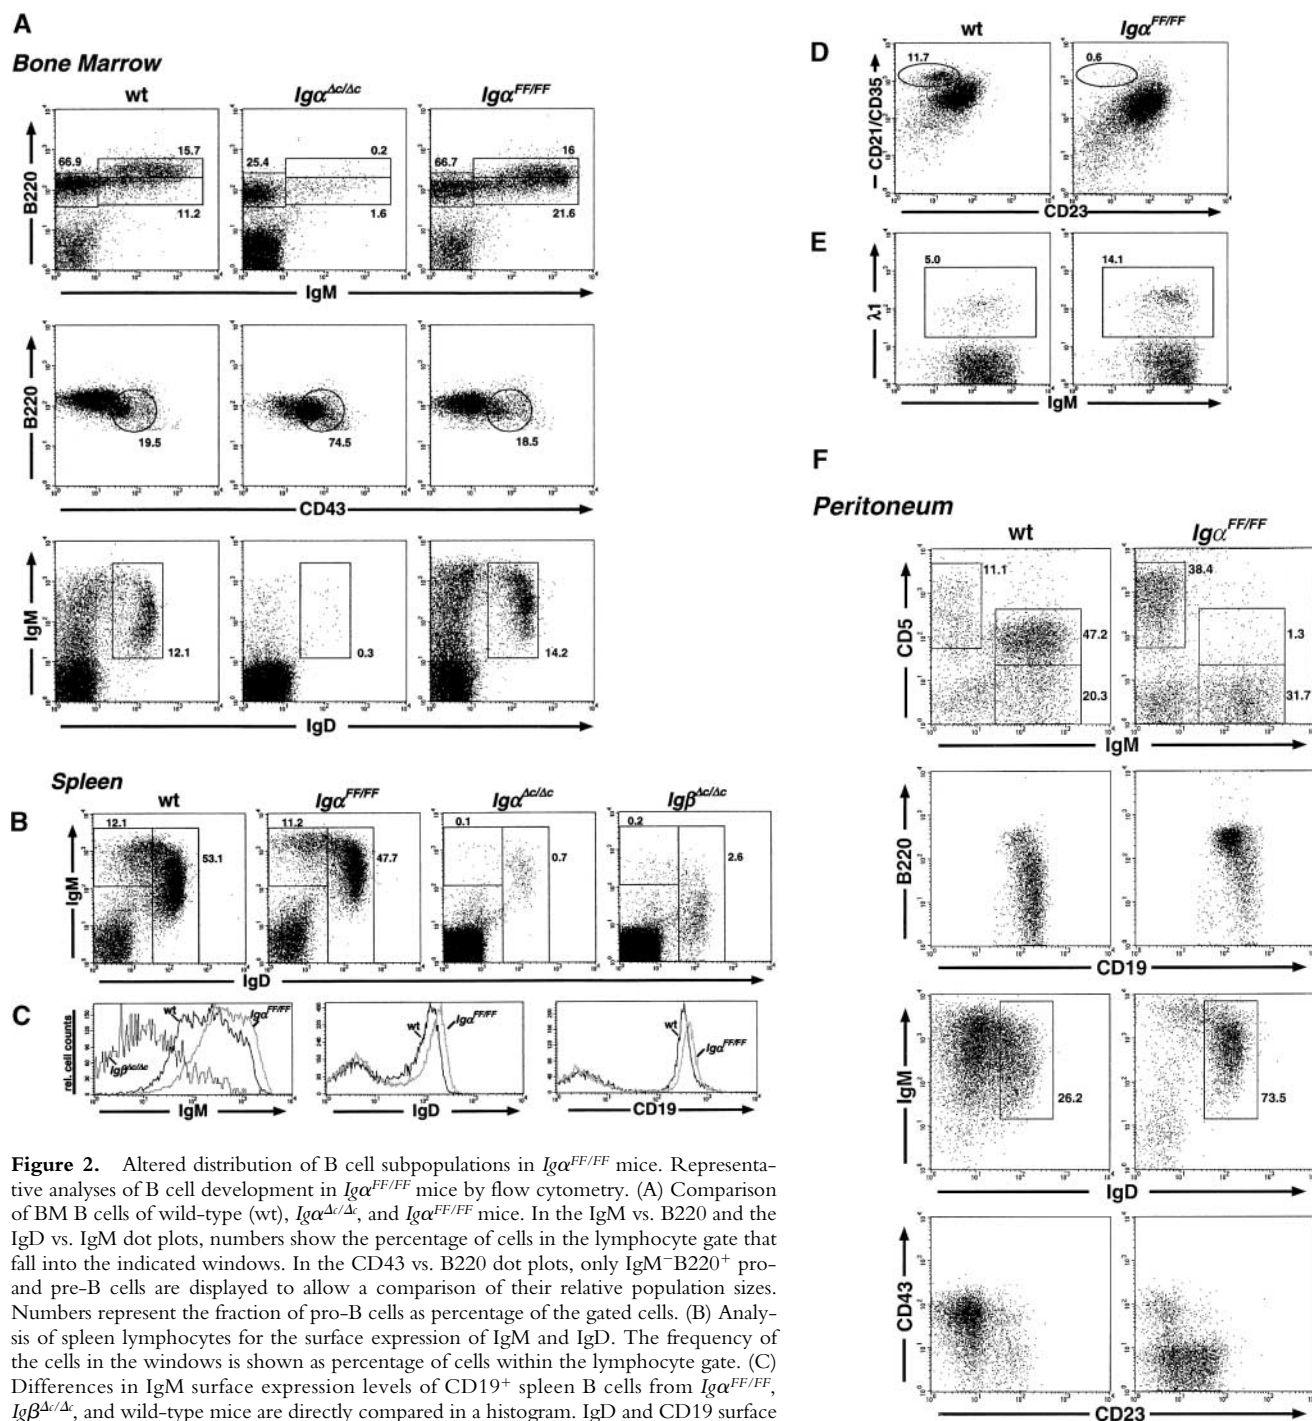 A
Bone Marrow
wt
Igα^Δc/Δc
Igα^FF/FF
B220
66.9
15.7
11.2
25.4
0.2
1.6
66.7
16
21.6
IgM
B220
19.5
74.5
18.5
CD43
IgM
12.1
0.3
14.2
IgD
Spleen
B
wt
Igα^FF/FF
Igα^Δc/Δc
Igβ^Δc/Δc
IgM
12.1
53.1
11.2
47.7
0.1
0.7
0.2
2.6
IgD
C
rel. cell counts
wt
Igα^FF/FF
Igβ^Δc/Δc
IgM
wt
Igα^FF/FF
IgD
wt
Igα^FF/FF
CD19
Figure 2. Altered distribution of B cell subpopulations in Igα^FF/FF mice. Representa-
tive analyses of B cell development in Igα^FF/FF mice by flow cytometry. (A) Comparison
of BM B cells of wild-type (wt), Igα^Δc/Δc, and Igα^FF/FF mice. In the IgM vs. B220 and the
IgD vs. IgM dot plots, numbers show the percentage of cells in the lymphocyte gate that
fall into the indicated windows. In the CD43 vs. B220 dot plots, only IgM−B220+ pro-
and pre-B cells are displayed to allow a comparison of their relative population sizes.
Numbers represent the fraction of pro-B cells as percentage of the gated cells. (B) Analy-
sis of spleen lymphocytes for the surface expression of IgM and IgD. The frequency of
the cells in the windows is shown as percentage of cells within the lymphocyte gate. (C)
Differences in IgM surface expression levels of CD19+ spleen B cells from Igα^FF/FF,
Igβ^Δc/Δc, and wild-type mice are directly compared in a histogram. IgD and CD19 surface
D
wt
Igα^FF/FF
CD21/CD35
11.7
0.6
CD23
E
λ1
5.0
14.1
IgM
F
Peritoneum
wt
Igα^FF/FF
CD5
11.1
47.2
20.3
38.4
1.3
31.7
IgM
B220
CD19
IgM
26.2
73.5
IgD
CD43
CD23